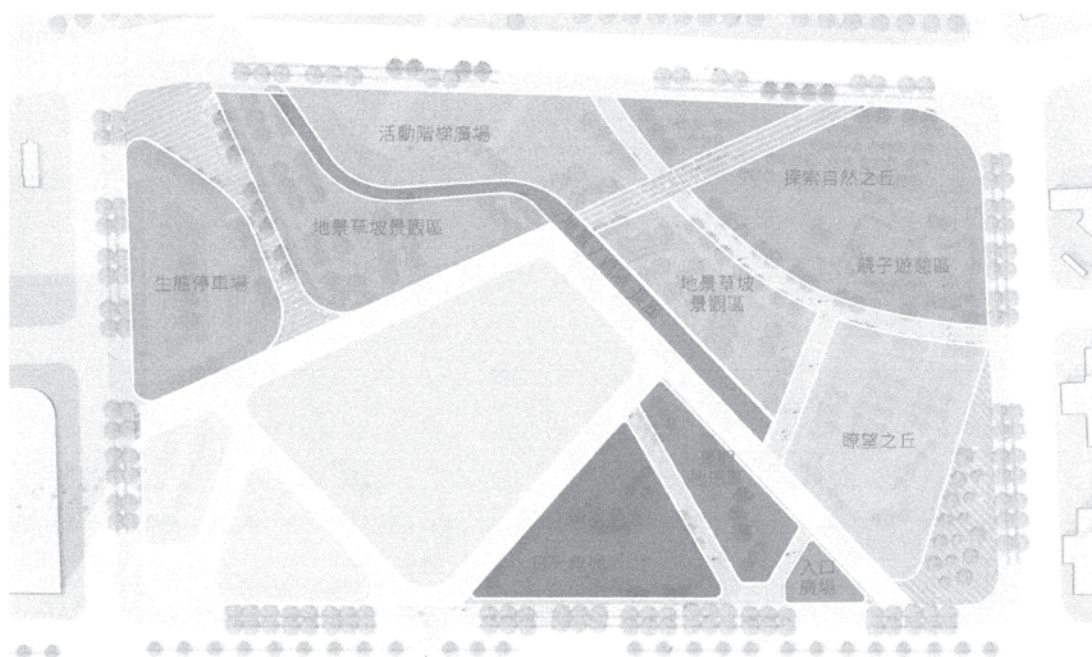 活動階梯廣場
探索自然之丘
地景草坡景觀區
親子遊憩區
生態停車場
地景草坡
景觀區
瞭望之丘
入口
廣場